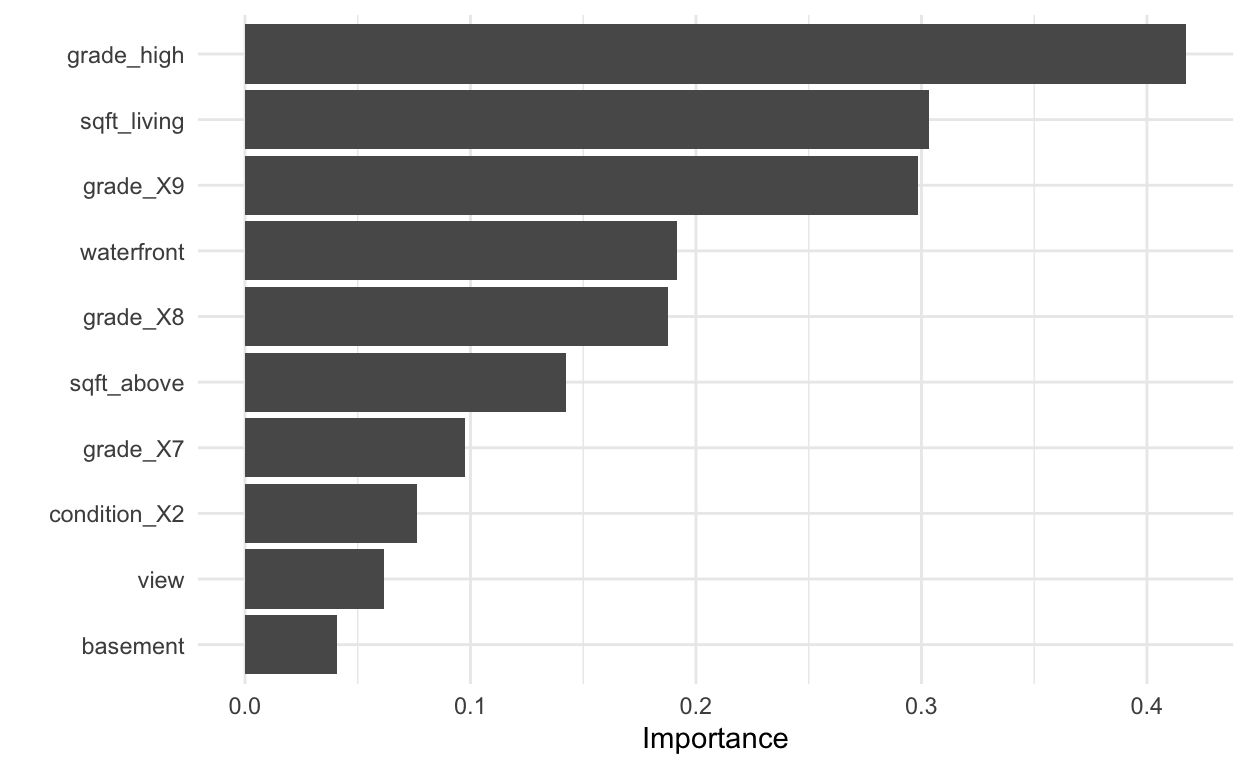 grade_high
sqft_living
grade_X9
waterfront
grade_X8
sqft_above
grade_X7
condition_X2
view
basement
0.0 0.1 0.2 0.3 0.4
Importance